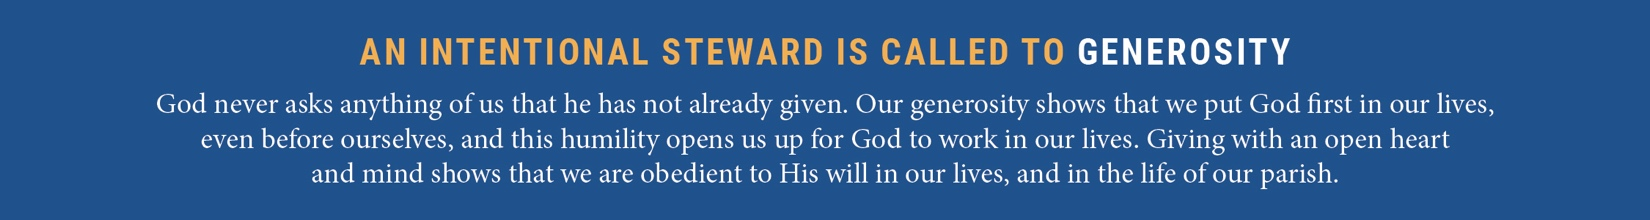 AN INTENTIONAL STEWARD IS CALLED TO GENEROSITY
God never asks anything of us that he has not already given. Our generosity shows that we put God first in our lives,
even before ourselves, and this humility opens us up for God to work in our lives. Giving with an open heart
and mind shows that we are obedient to His will in our lives, and in the life of our parish.